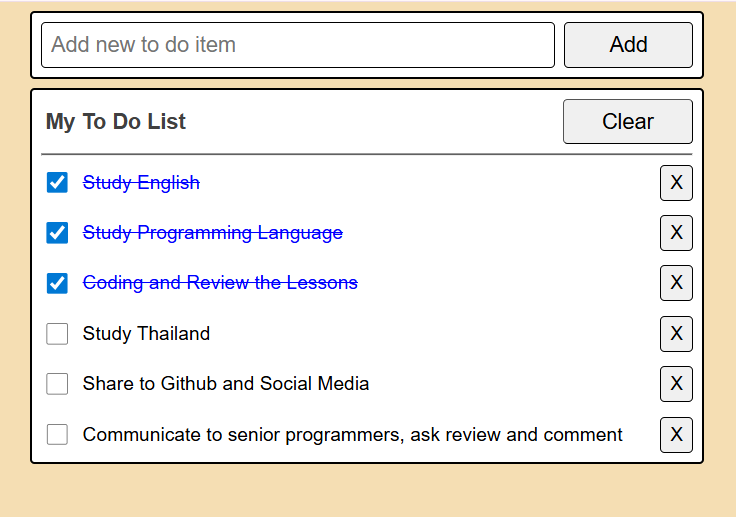 Add new to do item
Add
My To Do List
Clear
Study English
X
Study Programming Language
X
Coding and Review the Lessons
X
Study Thailand
X
Share to Github and Social Media
X
Communicate to senior programmers, ask review and comment
X